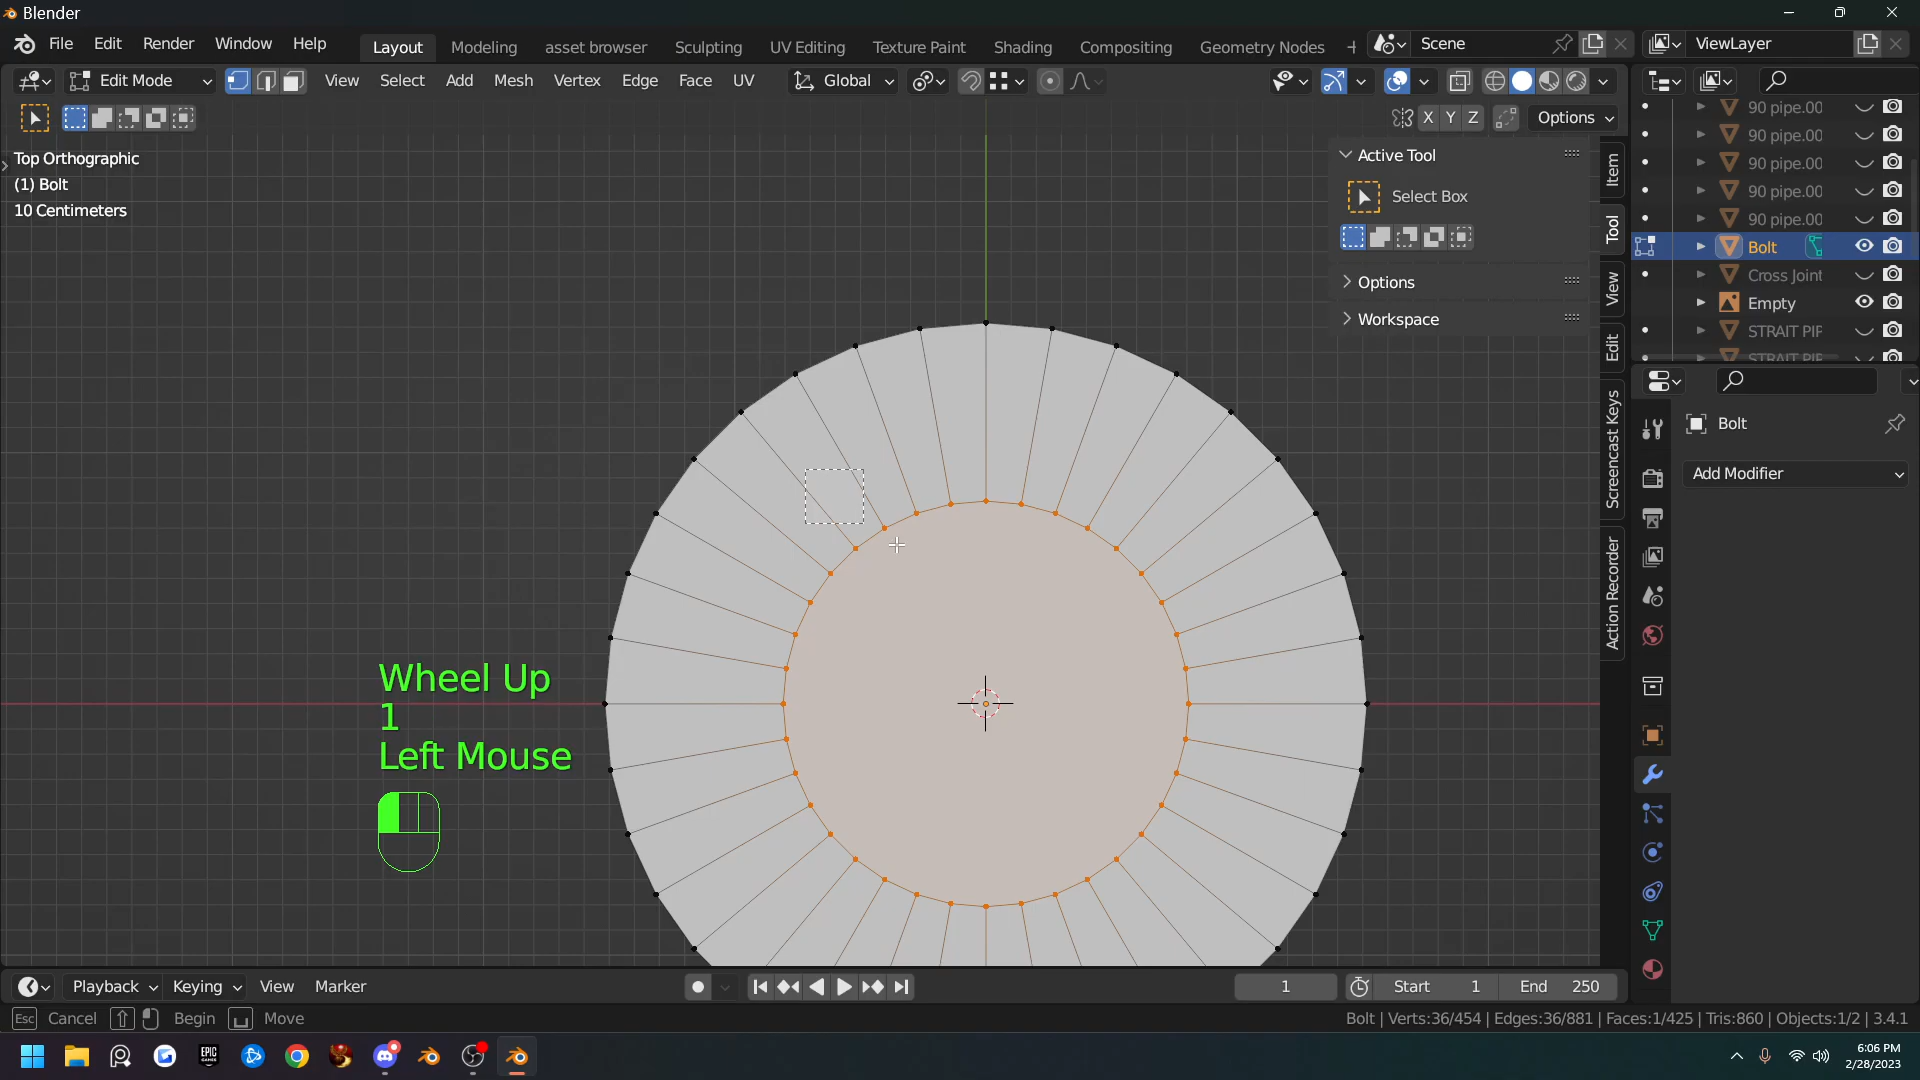 Blender
File Edit Render Window Help
Layout Modeling asset browser Sculpting UV Editing Texture Paint Shading Compositing Geometry Nodes
Scene
ViewLayer
Edit Mode
View Select Add Mesh Vertex Edge Face UV
Global
X Y Z
Options
Top Orthographic
(1) Bolt
10 Centimeters
Active Tool
Select Box
Options
Workspace
Item
Tool
View
Edit
Screencast Keys
Action Recorder
90 pipe.00
90 pipe.00
90 pipe.00
90 pipe.00
90 pipe.00
Bolt
Cross Joint
Empty
STRAIT PIF
STRAIT PIF
Bolt
Add Modifier
Wheel Up
1
Left Mouse
Playback Keying View Marker
1
Start 1
End 250
Esc Cancel Begin Move
Bolt | Verts:36/454 | Edges:36/881 | Faces:1/425 | Tris:860 | Objects:1/2 | 3.4.1
EPIC
6:06 PM
2/28/2023